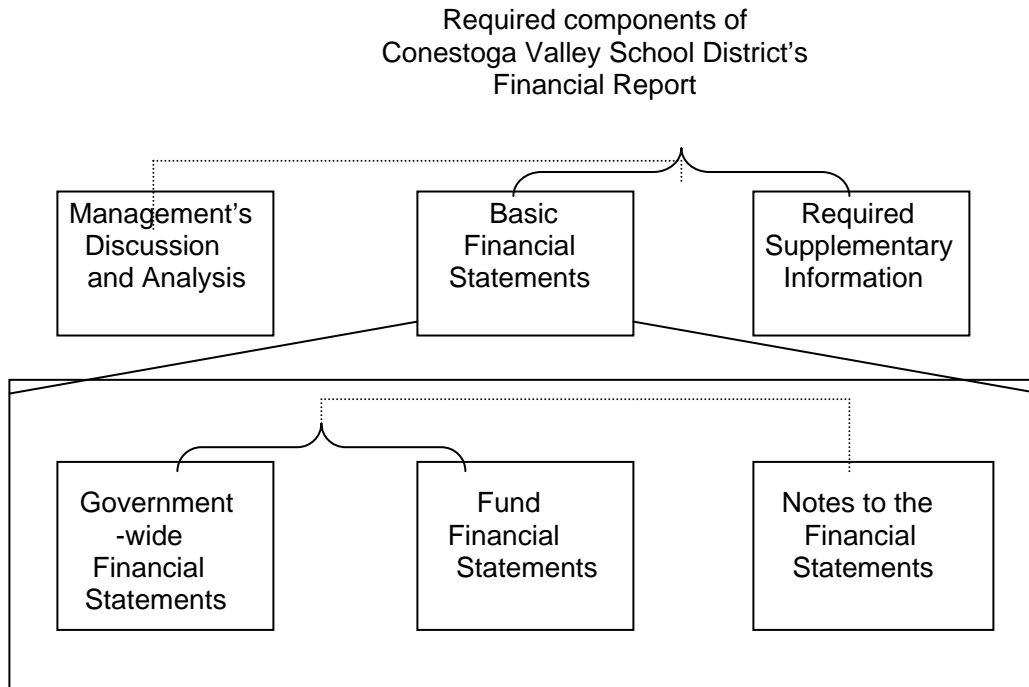 Required components of
Conestoga Valley School District's
Financial Report
Management's
Discussion
and Analysis
Basic
Financial
Statements
Required
Supplementary
Information
Government
-wide
Financial
Statements
Fund
Financial
Statements
Notes to the
Financial
Statements